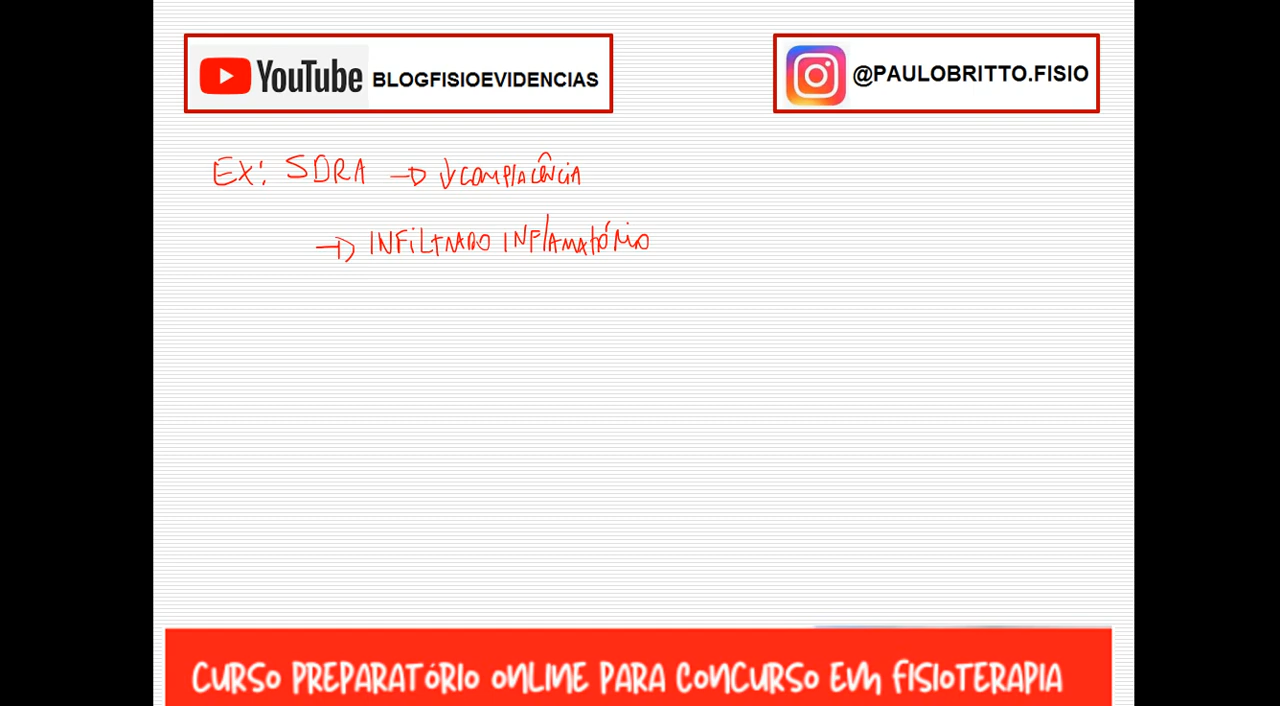 YouTube BLOGFISIOEVIDENCIAS
@PAULOBRITTO.FISIO
EX: SDRA → ↓ COMPLACÊNCIA
→ INFILTRADO INFLAMATÓRIO
CURSO PREPARATÓRIO ONLINE PARA CONCURSO EM FISIOTERAPIA